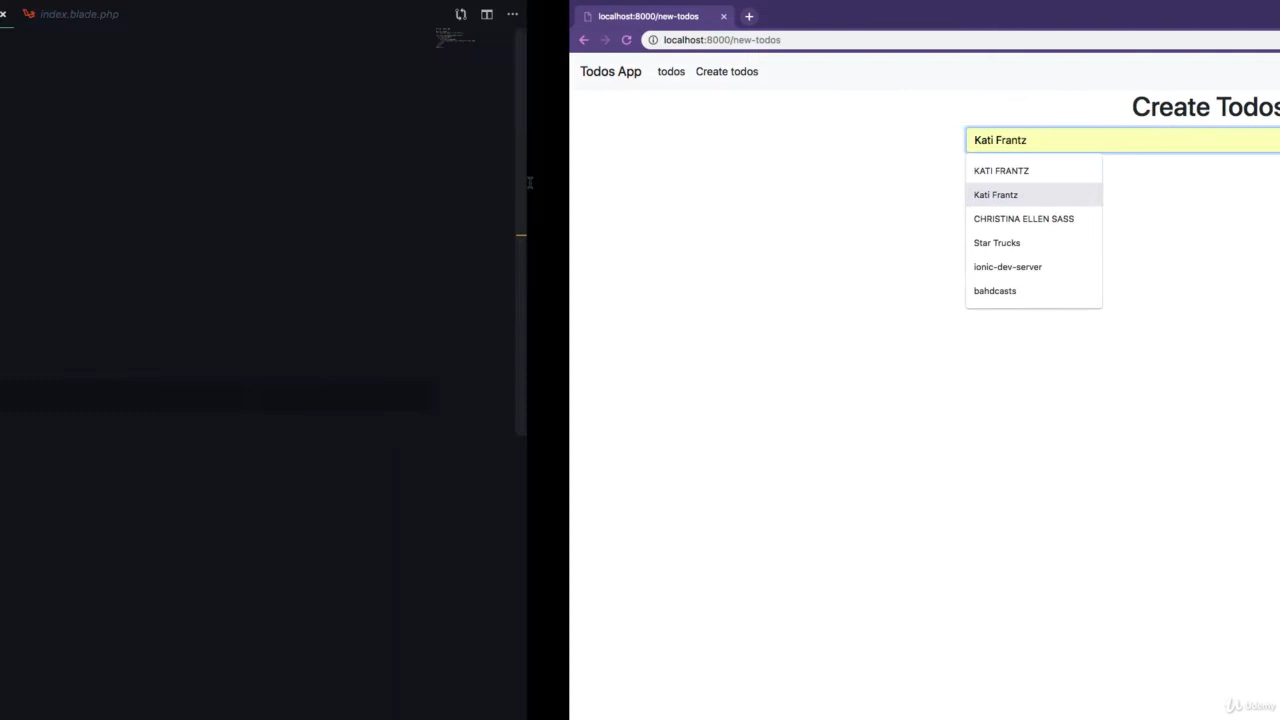 index.blade.php
localhost:8000/new-todos
localhost:8000/new-todos
Todos App todos Create todos
Create Todos
Kati Frantz
KATI FRANTZ
Kati Frantz
CHRISTINA ELLEN SASS
Star Trucks
ionic-dev-server
bahdcasts
Udemy